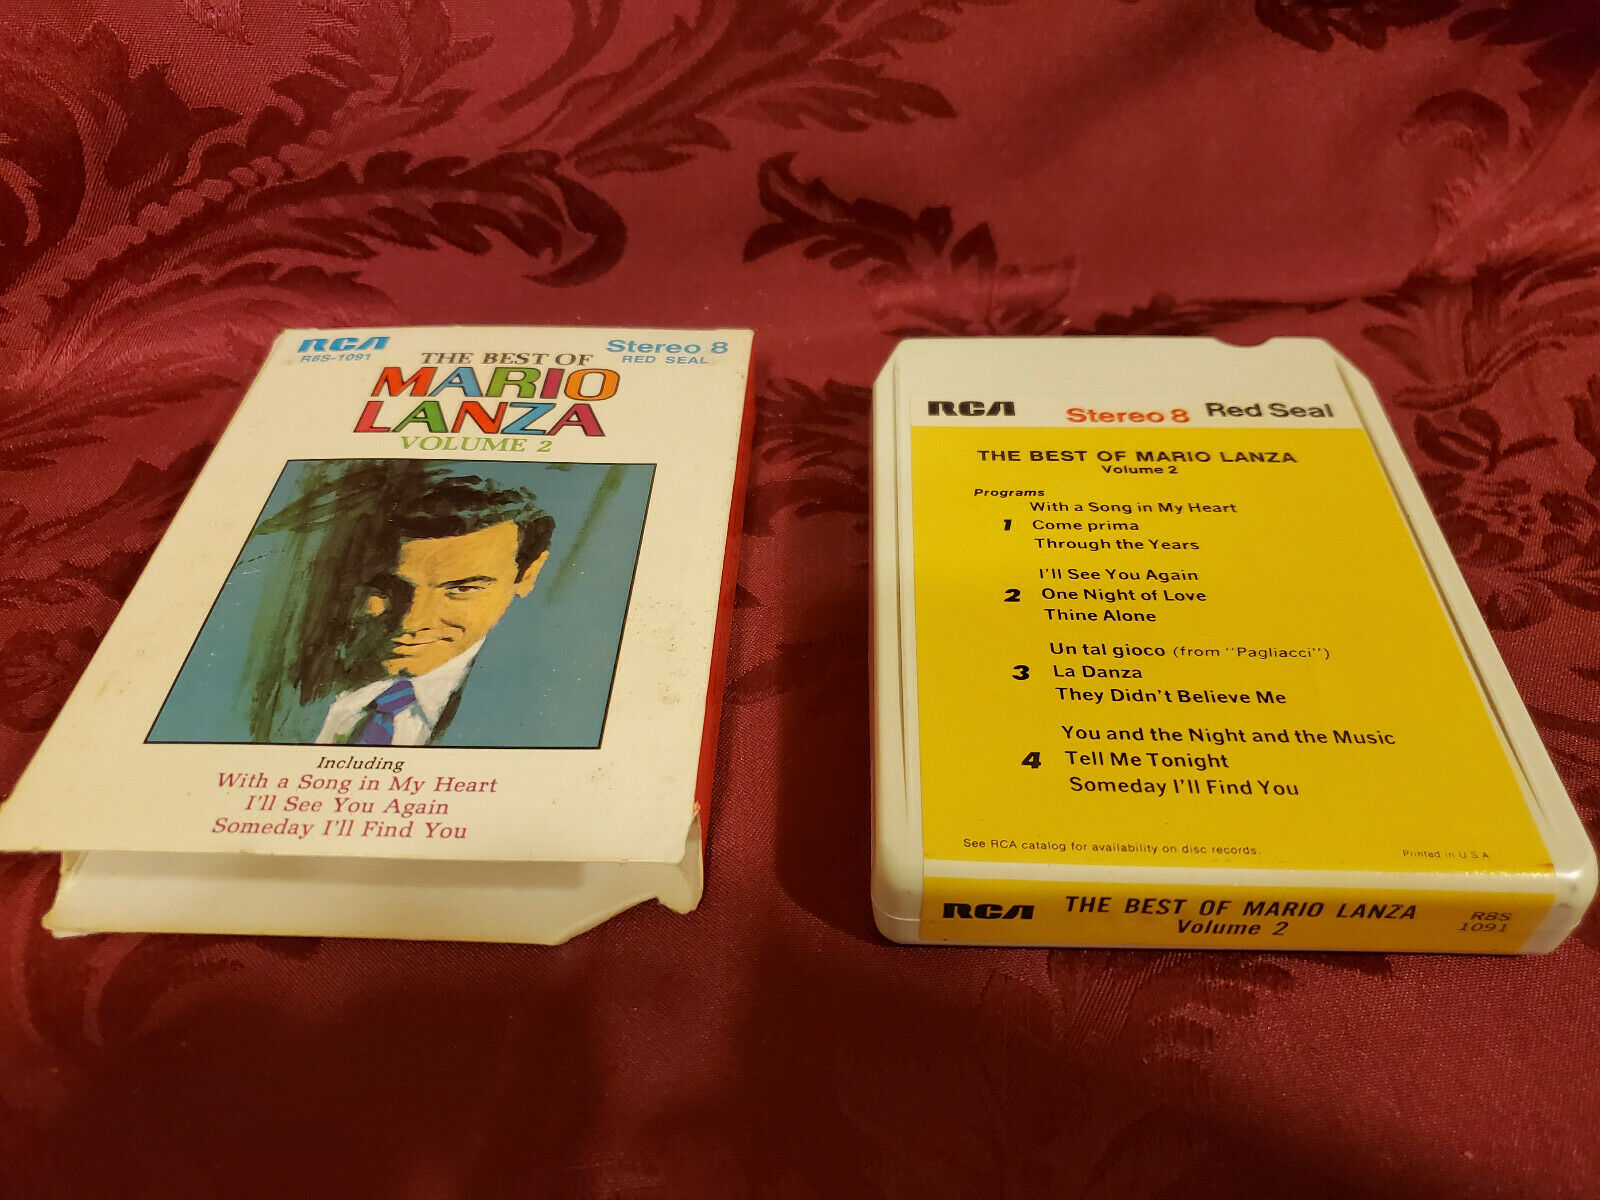 RCA
R8S-1091
Stereo 8
RED SEAL
THE BEST OF
MARIO
LANZA
VOLUME 2
Including
With a Song in My Heart
I'll See You Again
Someday I'll Find You
RCA Stereo 8 Red Seal
THE BEST OF MARIO LANZA
Volume 2
Programs
With a Song in My Heart
1 Come prima
Through the Years
I'll See You Again
2 One Night of Love
Thine Alone
Un tal gioco (from "Pagliacci")
3 La Danza
They Didn't Believe Me
You and the Night and the Music
4 Tell Me Tonight
Someday I'll Find You
See RCA catalog for availability on disc records.
Printed in U.S.A
RCA THE BEST OF MARIO LANZA
Volume 2
R8S
1091